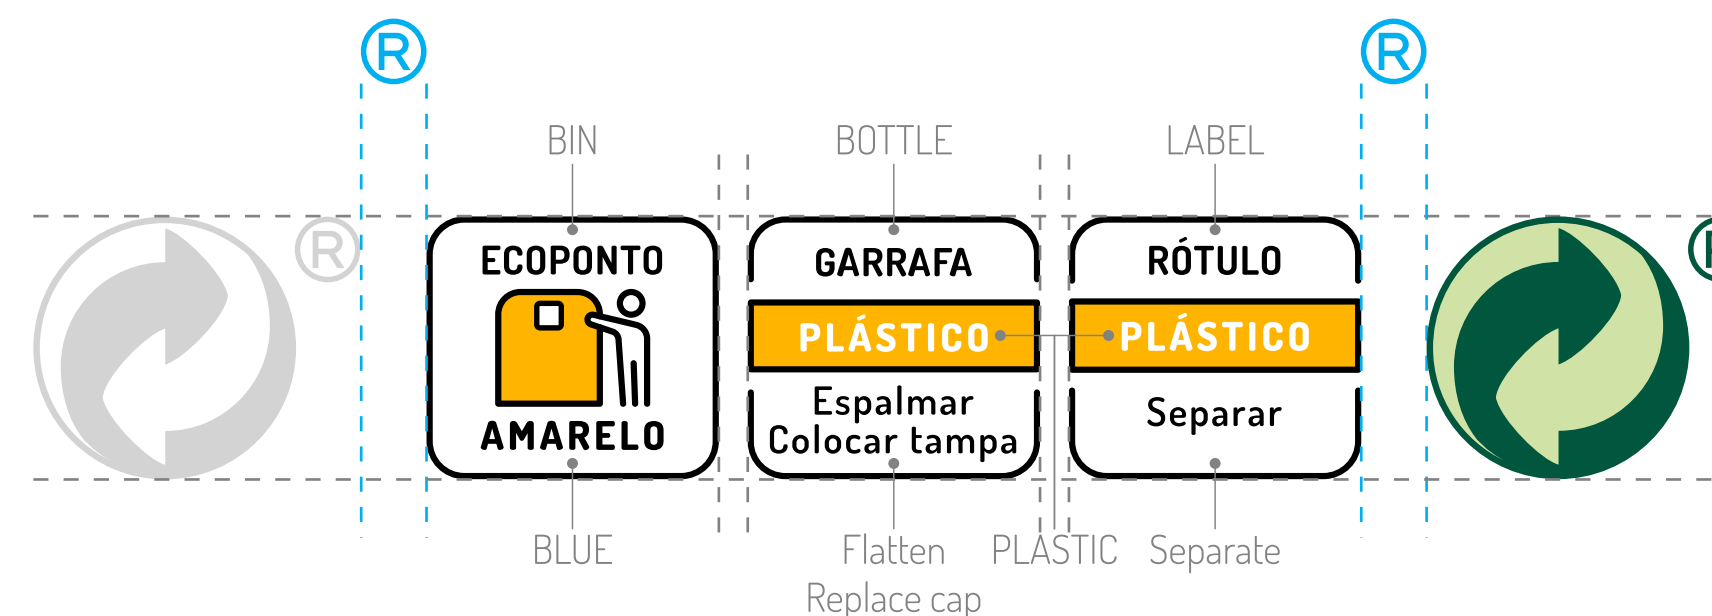 ®
®
BIN
BOTTLE
LABEL
®
ECOPONTO
AMARELO
GARRAFA
PLÁSTICO
Espalmar
Colocar tampa
RÓTULO
PLÁSTICO
Separar
BLUE
Flatten
Replace cap
PLASTIC
Separate